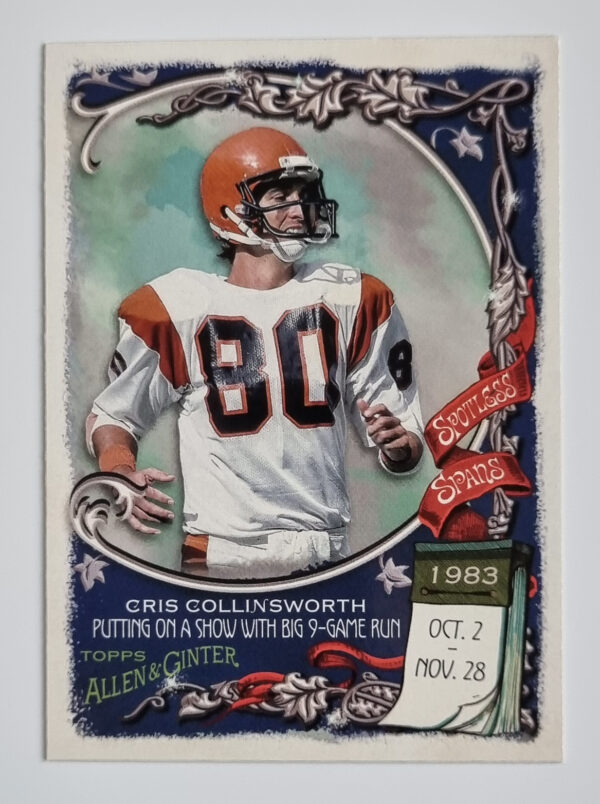 80
8
SPOTLESS
SPANS
1983
OCT. 2
-
NOV. 28
CRIS COLLINSWORTH
PUTTING ON A SHOW WITH BIG 9-GAME RUN
TOPPS
ALLEN & GINTER